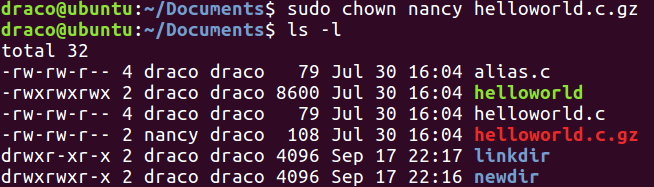 draco@ubuntu:~/Documents$ sudo chown nancy helloworld.c.gz
draco@ubuntu:~/Documents$ ls -l
total 32
-rw-rw-r-- 4 draco draco   79 Jul 30 16:04 alias.c
-rwxrwxrwx 2 draco draco 8600 Jul 30 16:04 helloworld
-rw-rw-r-- 4 draco draco   79 Jul 30 16:04 helloworld.c
-rw-rw-r-- 2 nancy draco  108 Jul 30 16:04 helloworld.c.gz
drwxr-xr-x 2 draco draco 4096 Sep 17 22:17 linkdir
drwxrwxr-x 2 draco draco 4096 Sep 17 22:16 newdir